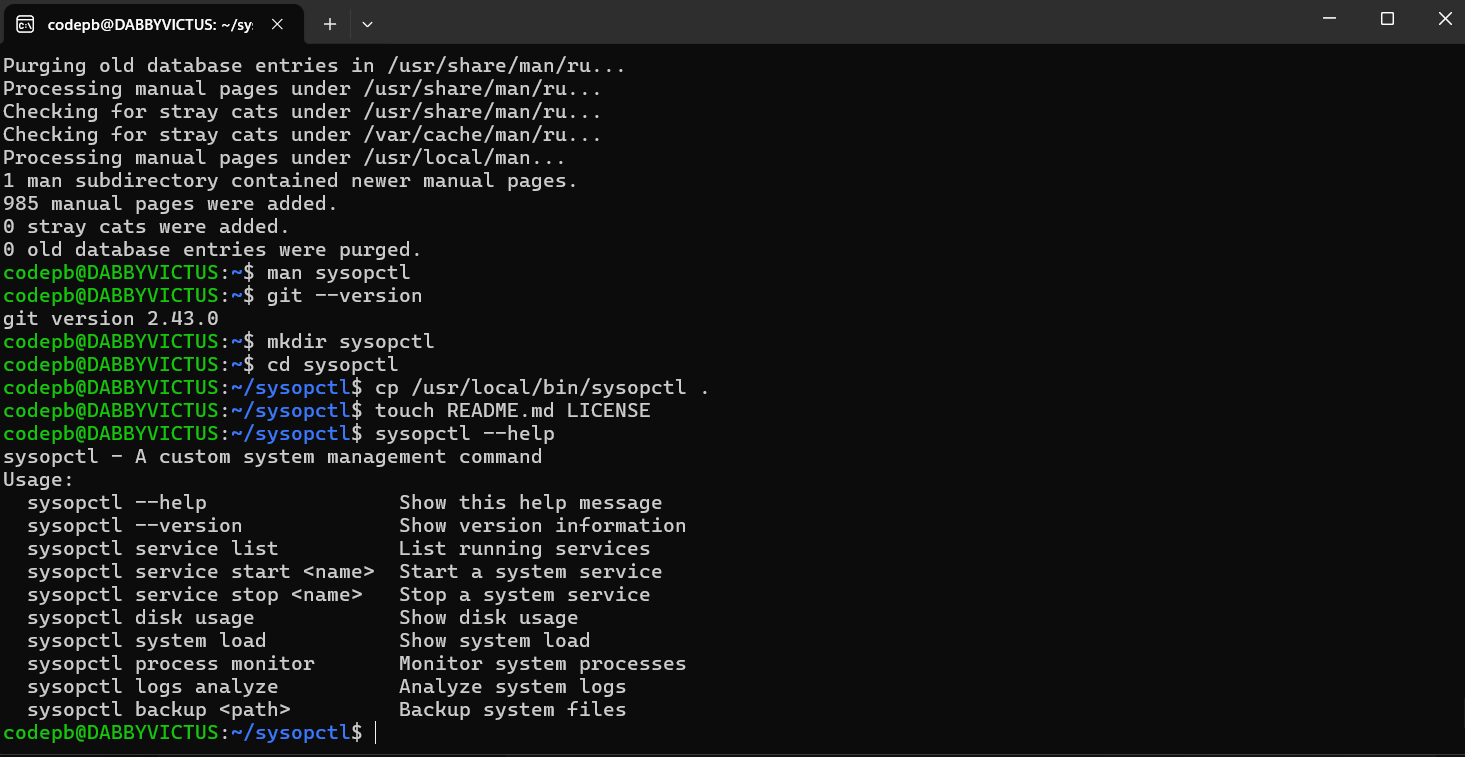 codepb@DABBYVICTUS: ~/sy
Purging old database entries in /usr/share/man/ru...
Processing manual pages under /usr/share/man/ru...
Checking for stray cats under /usr/share/man/ru...
Checking for stray cats under /var/cache/man/ru...
Processing manual pages under /usr/local/man...
1 man subdirectory contained newer manual pages.
985 manual pages were added.
0 stray cats were added.
0 old database entries were purged.
codepb@DABBYVICTUS:~$ man sysopctl
codepb@DABBYVICTUS:~$ git --version
git version 2.43.0
codepb@DABBYVICTUS:~$ mkdir sysopctl
codepb@DABBYVICTUS:~$ cd sysopctl
codepb@DABBYVICTUS:~/sysopctl$ cp /usr/local/bin/sysopctl .
codepb@DABBYVICTUS:~/sysopctl$ touch README.md LICENSE
codepb@DABBYVICTUS:~/sysopctl$ sysopctl --help
sysopctl - A custom system management command
Usage:
  sysopctl --help                Show this help message
  sysopctl --version             Show version information
  sysopctl service list          List running services
  sysopctl service start <name>  Start a system service
  sysopctl service stop <name>   Stop a system service
  sysopctl disk usage            Show disk usage
  sysopctl system load           Show system load
  sysopctl process monitor       Monitor system processes
  sysopctl logs analyze          Analyze system logs
  sysopctl backup <path>         Backup system files
codepb@DABBYVICTUS:~/sysopctl$